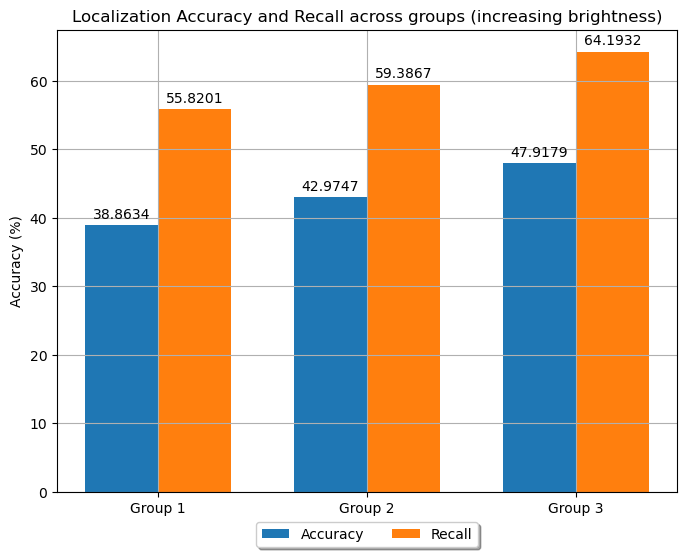 Localization Accuracy and Recall across groups (increasing brightness)
Accuracy (%)
60
50
40
30
20
10
0
38.8634
55.8201
42.9747
59.3867
47.9179
64.1932
Group 1
Group 2
Group 3
Accuracy
Recall